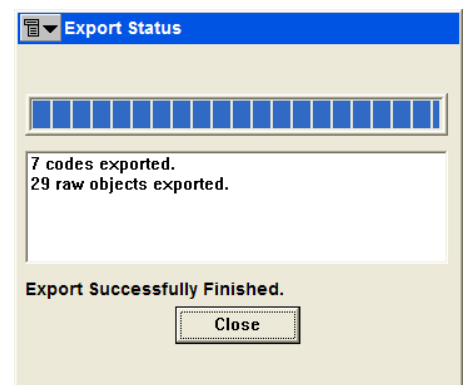 Export Status
7 codes exported.
29 raw objects exported.
Export Successfully Finished.
Close